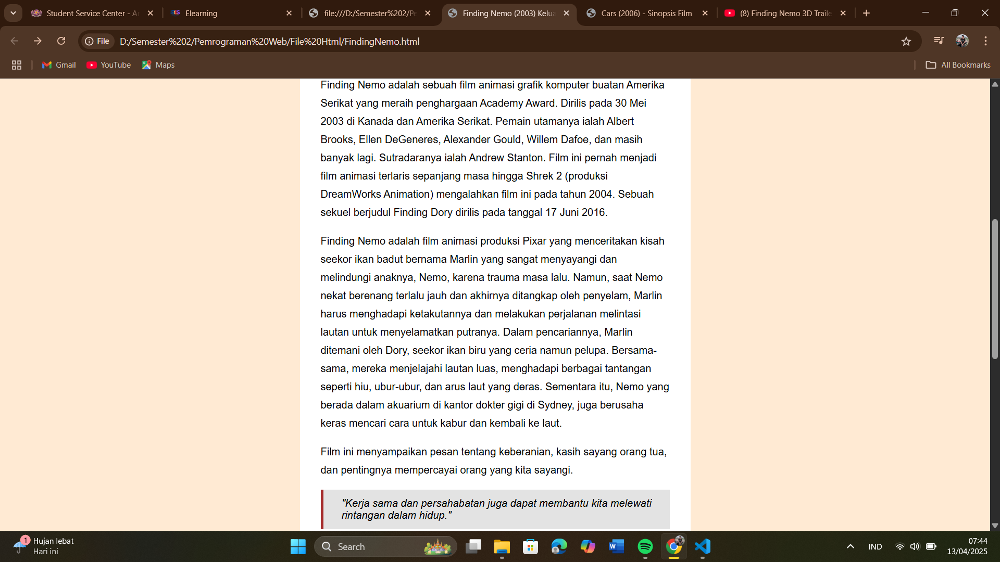 Student Service Center - A
Elearning
file:///D:/Semester%202/Pe
Finding Nemo (2003) Kelua
Cars (2006) - Sinopsis Film
(8) Finding Nemo 3D Traile
File
D:/Semester%202/Pemrograman%20Web/File%20Html/FindingNemo.html
Gmail
YouTube
Maps
All Bookmarks
Finding Nemo adalah sebuah film animasi grafik komputer buatan Amerika
Serikat yang meraih penghargaan Academy Award. Dirilis pada 30 Mei
2003 di Kanada dan Amerika Serikat. Pemain utamanya ialah Albert
Brooks, Ellen DeGeneres, Alexander Gould, Willem Dafoe, dan masih
banyak lagi. Sutradaranya ialah Andrew Stanton. Film ini pernah menjadi
film animasi terlaris sepanjang masa hingga Shrek 2 (produksi
DreamWorks Animation) mengalahkan film ini pada tahun 2004. Sebuah
sekuel berjudul Finding Dory dirilis pada tanggal 17 Juni 2016.
Finding Nemo adalah film animasi produksi Pixar yang menceritakan kisah
seekor ikan badut bernama Marlin yang sangat menyayangi dan
melindungi anaknya, Nemo, karena trauma masa lalu. Namun, saat Nemo
nekat berenang terlalu jauh dan akhirnya ditangkap oleh penyelam, Marlin
harus menghadapi ketakutannya dan melakukan perjalanan melintasi
lautan untuk menyelamatkan putranya. Dalam pencariannya, Marlin
ditemani oleh Dory, seekor ikan biru yang ceria namun pelupa. Bersama-
sama, mereka menjelajahi lautan luas, menghadapi berbagai tantangan
seperti hiu, ubur-ubur, dan arus laut yang deras. Sementara itu, Nemo yang
berada dalam akuarium di kantor dokter gigi di Sydney, juga berusaha
keras mencari cara untuk kabur dan kembali ke laut.
Film ini menyampaikan pesan tentang keberanian, kasih sayang orang tua,
dan pentingnya mempercayai orang yang kita sayangi.
"Kerja sama dan persahabatan juga dapat membantu kita melewati
rintangan dalam hidup."
1
Hujan lebat
Hari ini
Search
IND
07:44
13/04/2025